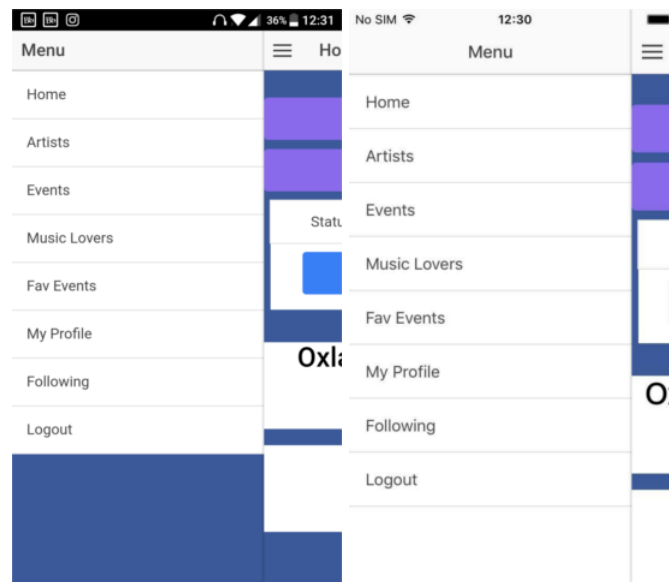 36% 12:31
Menu
Ho
Home
Artists
Events
Music Lovers
Statu
Fav Events
My Profile
Oxla
Following
Logout
No SIM 12:30
Menu
Home
Artists
Events
Music Lovers
Fav Events
My Profile
O
Following
Logout